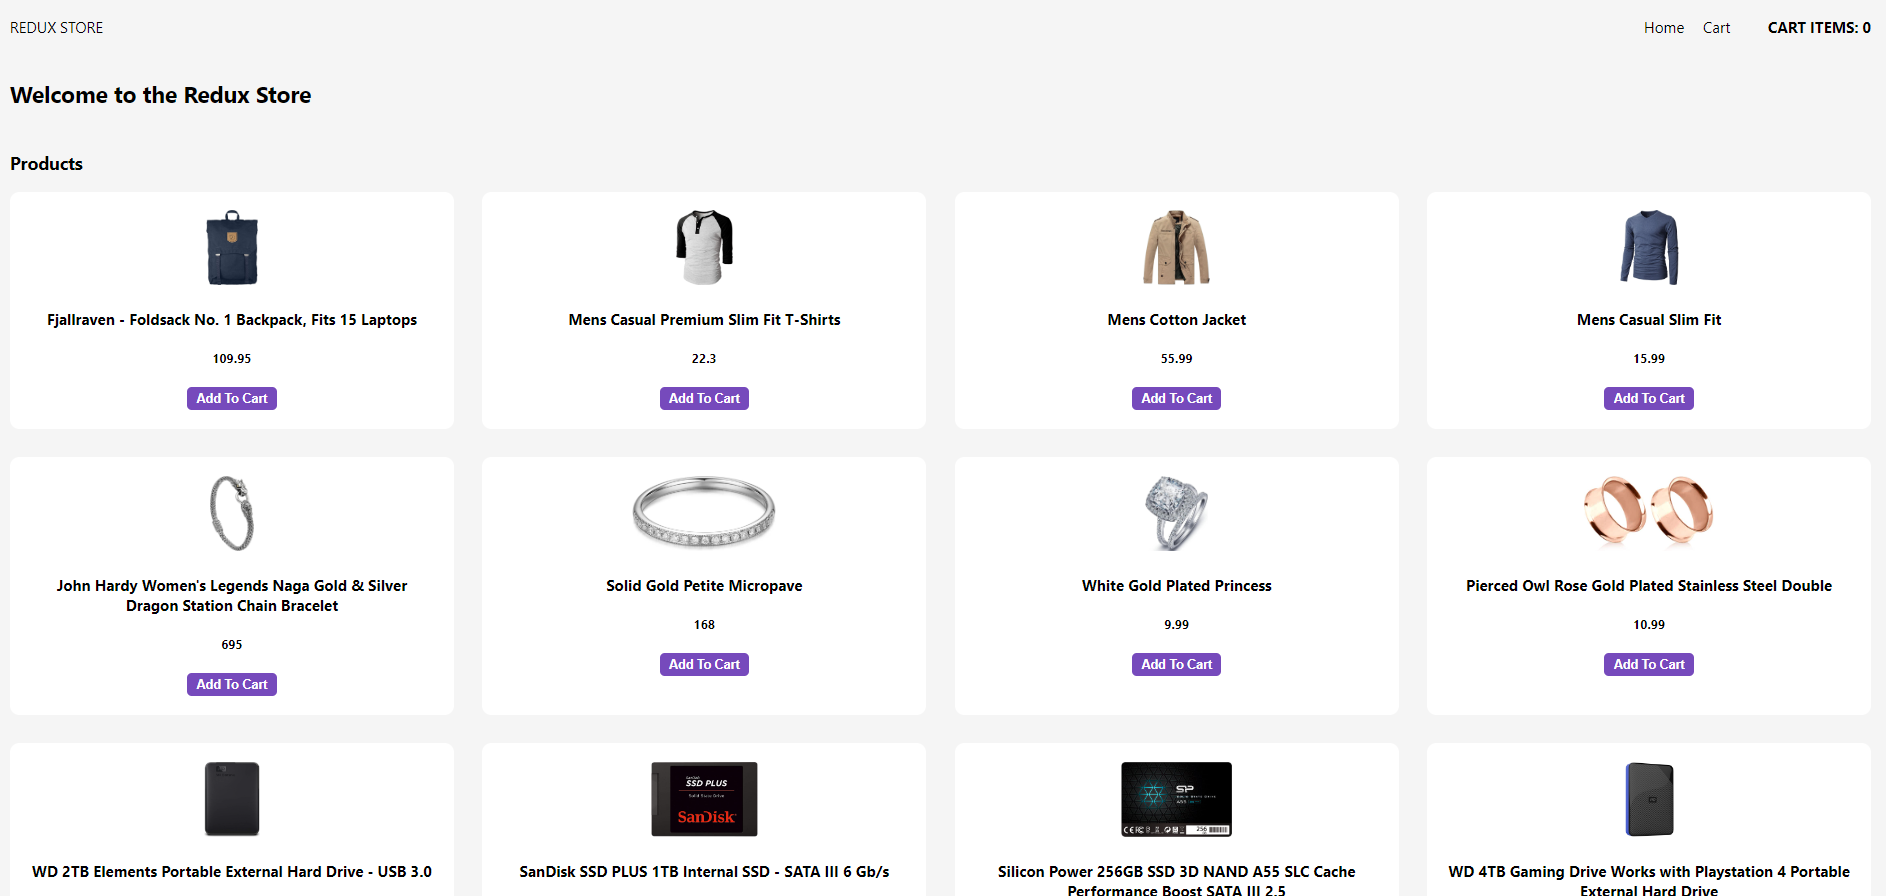 REDUX STORE
Home Cart CART ITEMS: 0
Welcome to the Redux Store
Products
Fjallraven - Foldsack No. 1 Backpack, Fits 15 Laptops
109.95
Add To Cart
Mens Casual Premium Slim Fit T-Shirts
22.3
Add To Cart
Mens Cotton Jacket
55.99
Add To Cart
Mens Casual Slim Fit
15.99
Add To Cart
John Hardy Women's Legends Naga Gold & Silver
Dragon Station Chain Bracelet
695
Add To Cart
Solid Gold Petite Micropave
168
Add To Cart
White Gold Plated Princess
9.99
Add To Cart
Pierced Owl Rose Gold Plated Stainless Steel Double
10.99
Add To Cart
WD 2TB Elements Portable External Hard Drive - USB 3.0
SanDisk
SSD PLUS
Solid State Drive
SanDisk
SanDisk SSD PLUS 1TB Internal SSD - SATA III 6 Gb/s
SP
A55
256
Silicon Power 256GB SSD 3D NAND A55 SLC Cache
Performance Boost SATA III 2.5
WD 4TB Gaming Drive Works with Playstation 4 Portable
External Hard Drive